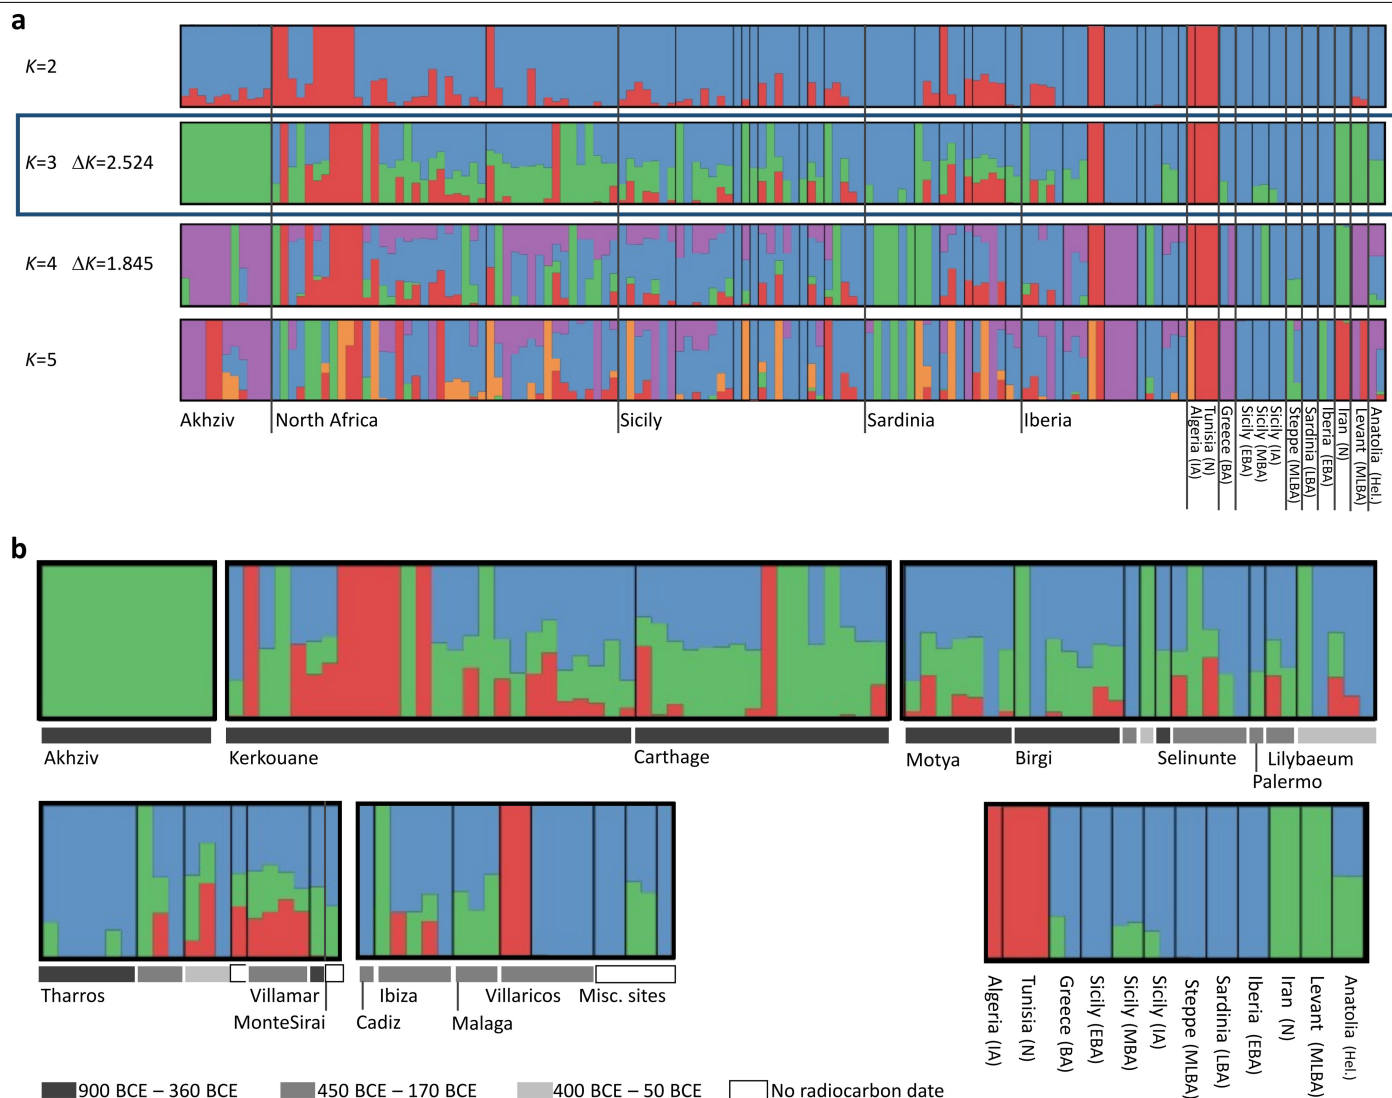 a
K=2
K=3 ΔK=2.524
K=4 ΔK=1.845
K=5
Akhziv North Africa Sicily Sardinia Iberia
Algeria (IA)
Tunisia (N)
Greece (BA)
Sicily (EBA)
Sicily (MBA)
Sicily (IA)
Steppe (MLBA)
Sardinia (LBA)
Iberia (EBA)
Iran (N)
Levant (MLBA)
Anatolia (Hel.)
b
Akhziv Kerkouane Carthage Motya Birgi Selinunte Lilybaeum
Palermo
Tharros Villamar Ibiza Villaricos Misc. sites
MonteSirai Cadiz Malaga
Algeria (IA)
Tunisia (N)
Greece (BA)
Sicily (EBA)
Sicily (MBA)
Sicily (IA)
Steppe (MLBA)
Sardinia (LBA)
Iberia (EBA)
Iran (N)
Levant (MLBA)
Anatolia (Hel.)
900 BCE – 360 BCE 450 BCE – 170 BCE 400 BCE – 50 BCE No radiocarbon date